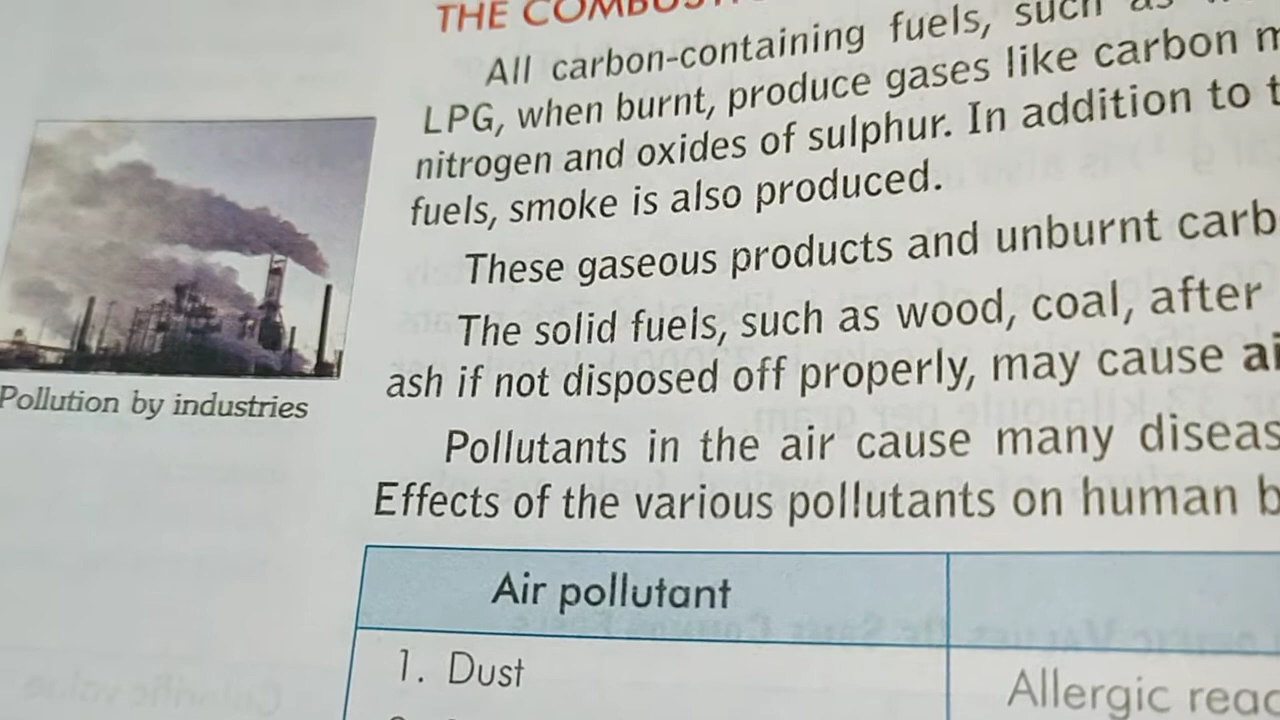 THE
All carbon-containing fuels, such as
LPG, when burnt, produce gases like carbon
nitrogen and oxides of sulphur. In addition to
fuels, smoke is also produced.
These gaseous products and unburnt carb
The solid fuels, such as wood, coal, after
ash if not disposed off properly, may cause ai
Pollutants in the air cause many diseas
Effects of the various pollutants on human b
Pollution by industries
Air pollutant
1. Dust
Allergic reac